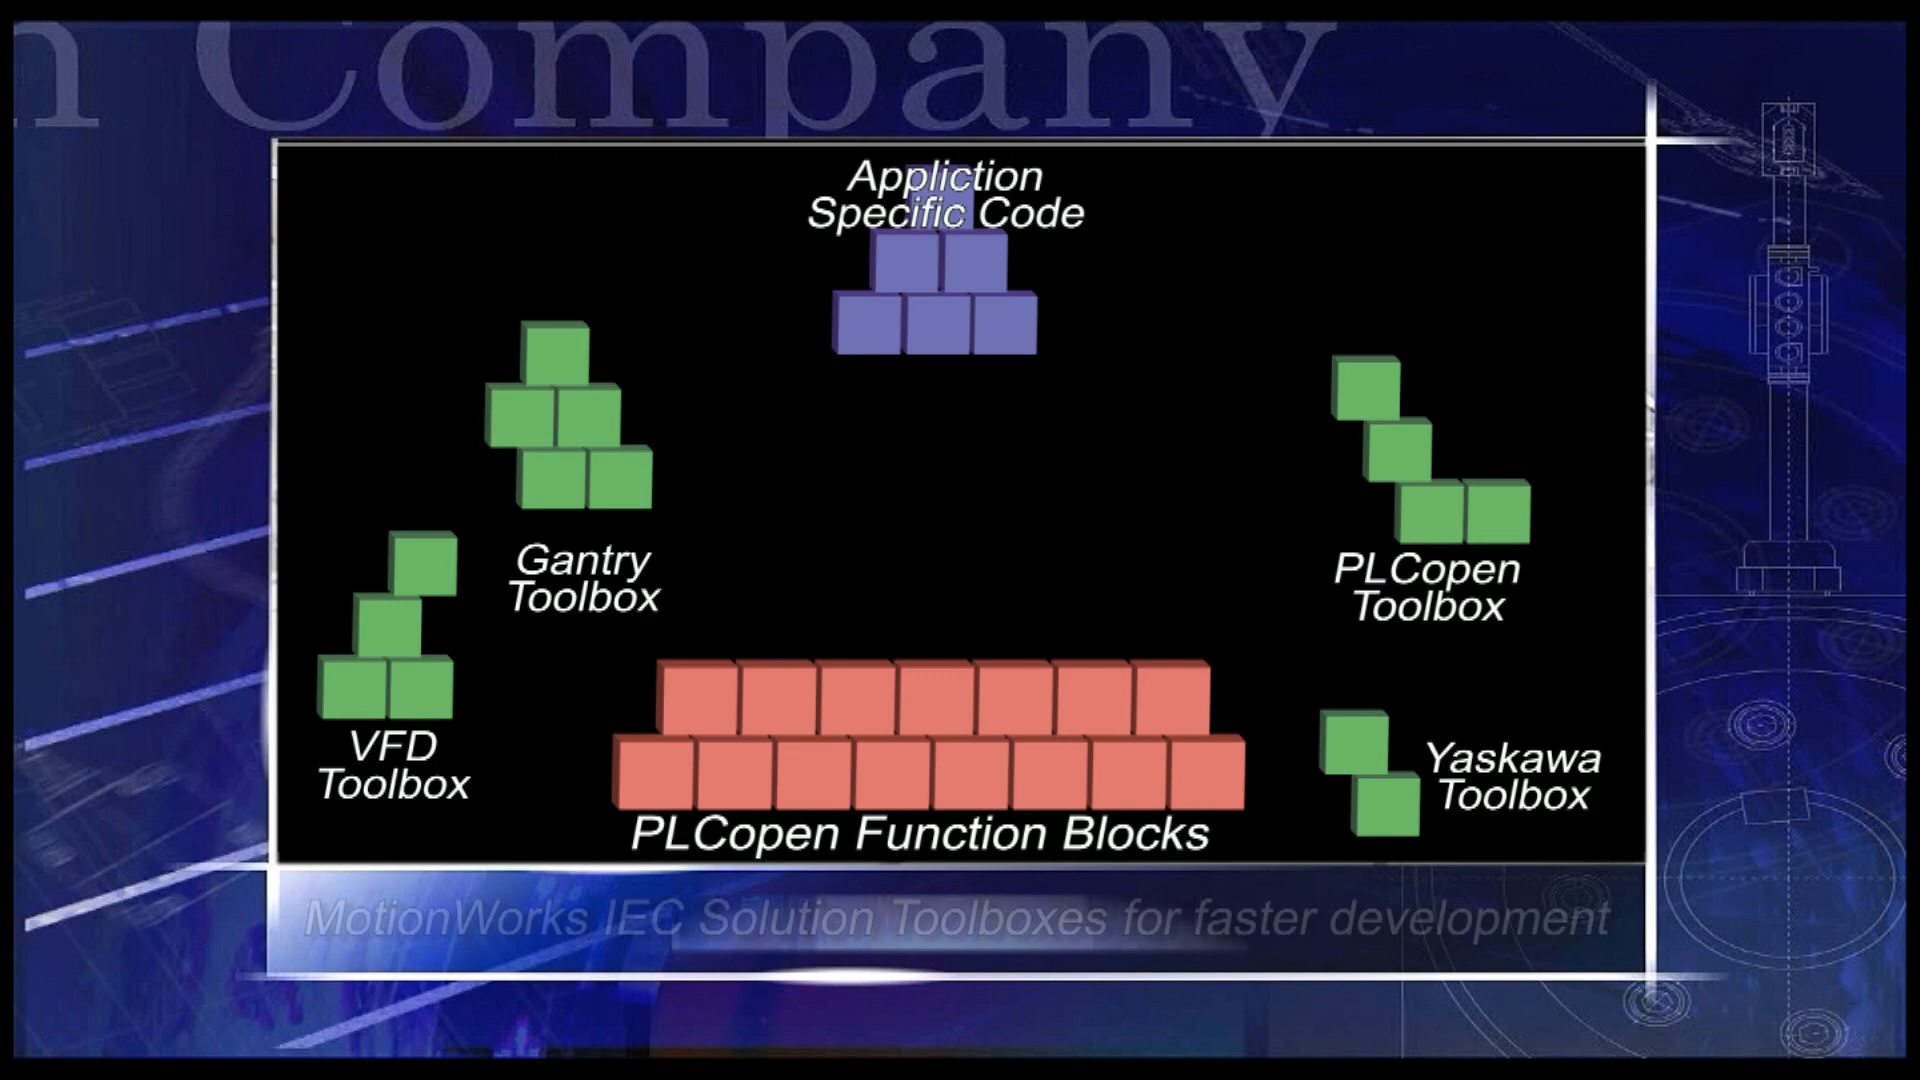 n Company
Appliction
Specific Code
Gantry
Toolbox
PLCopen
Toolbox
VFD
Toolbox
Yaskawa
Toolbox
PLCopen Function Blocks
MotionWorks IEC Solution Toolboxes for faster development